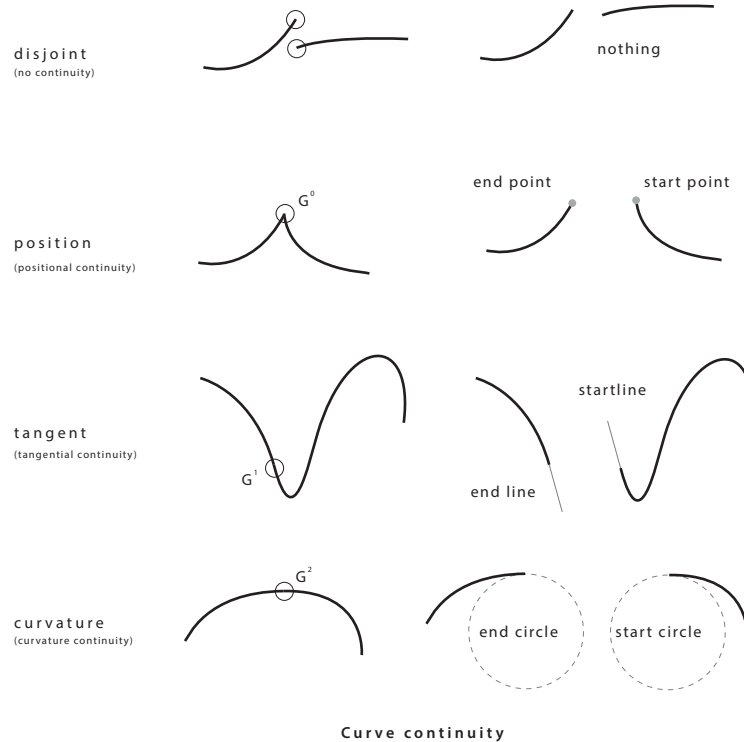 disjoint
(no continuity)
nothing
position
(positional continuity)
G⁰
end point
start point
tangent
(tangential continuity)
G¹
end line
startline
curvature
(curvature continuity)
G²
end circle
start circle
Curve continuity